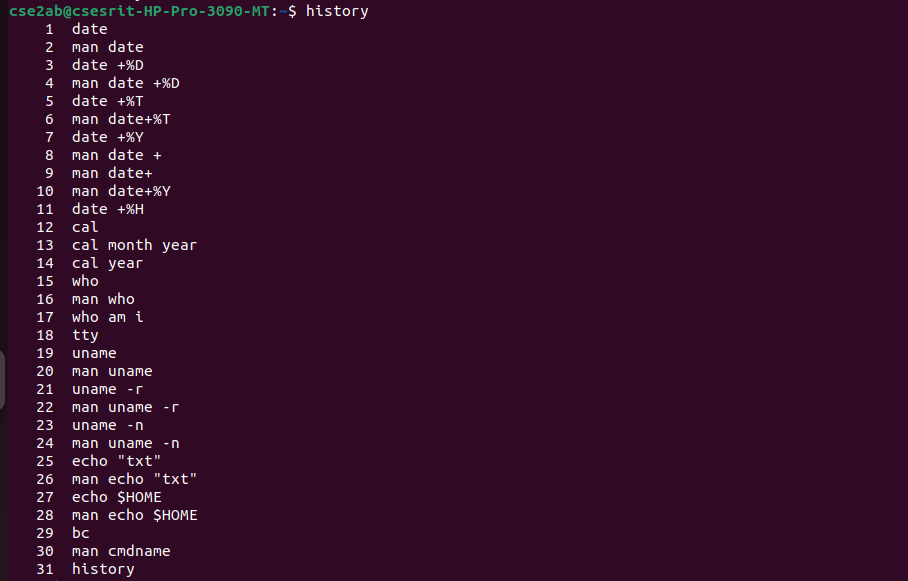 cse2ab@csesrit-HP-Pro-3090-MT:~$ history
1 date
2 man date
3 date +%D
4 man date +%D
5 date +%T
6 man date+%T
7 date +%Y
8 man date +
9 man date+
10 man date+%Y
11 date +%H
12 cal
13 cal month year
14 cal year
15 who
16 man who
17 who am i
18 tty
19 uname
20 man uname
21 uname -r
22 man uname -r
23 uname -n
24 man uname -n
25 echo "txt"
26 man echo "txt"
27 echo $HOME
28 man echo $HOME
29 bc
30 man cmdname
31 history